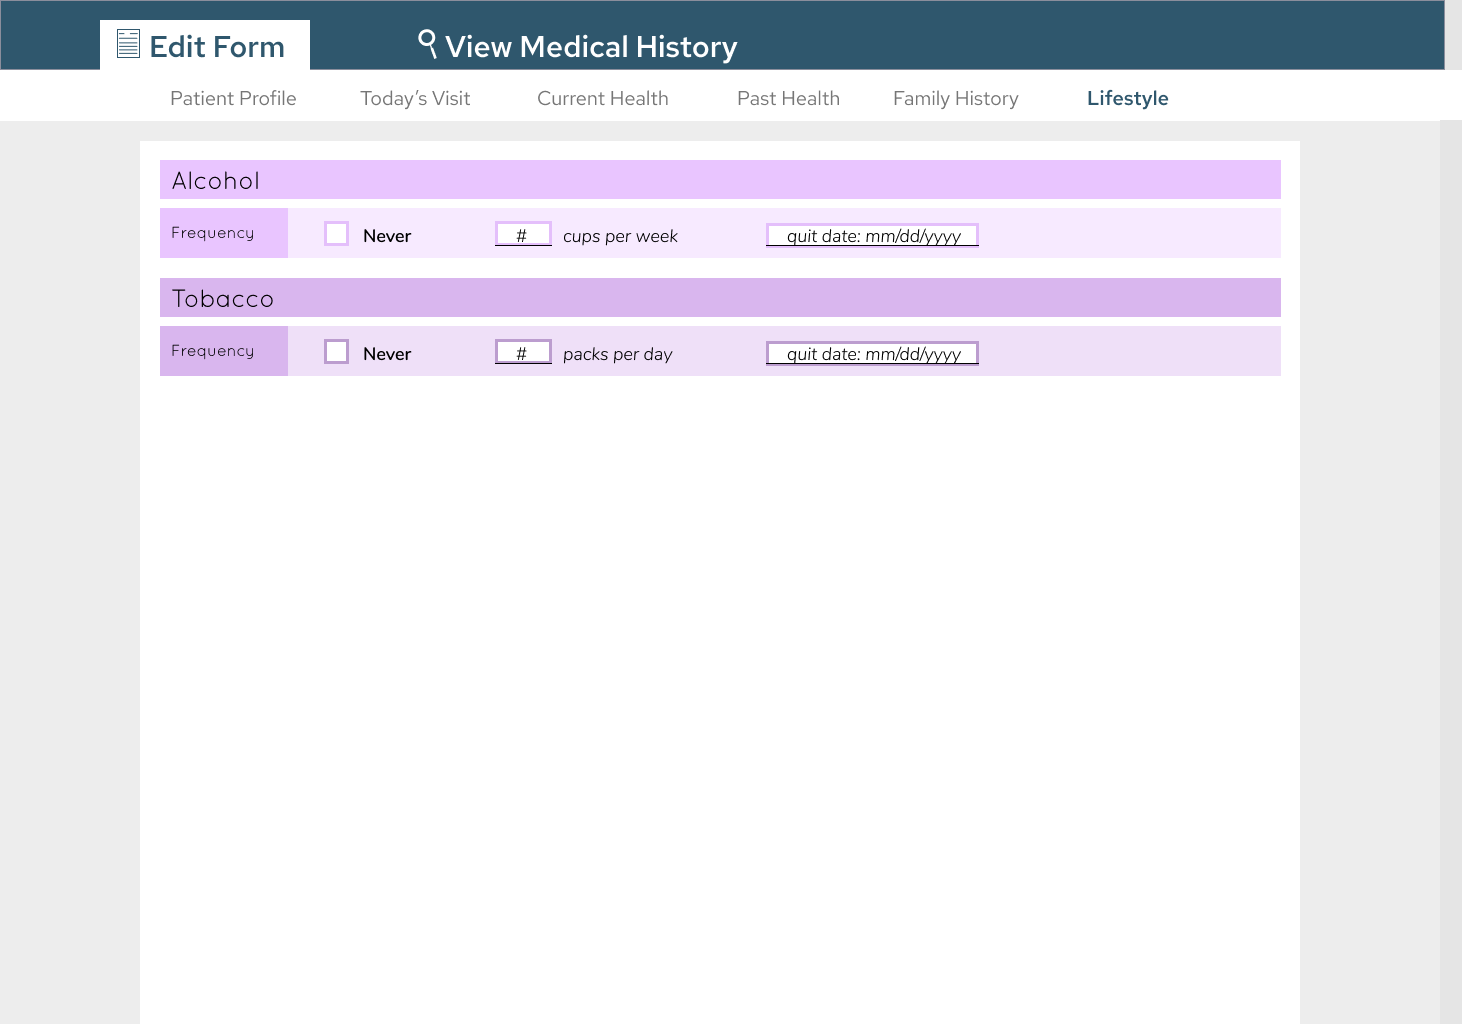 Edit Form View Medical History
Patient Profile Today's Visit Current Health Past Health Family History Lifestyle
Alcohol
Frequency Never # cups per week quit date: mm/dd/yyyy
Tobacco
Frequency Never # packs per day quit date: mm/dd/yyyy